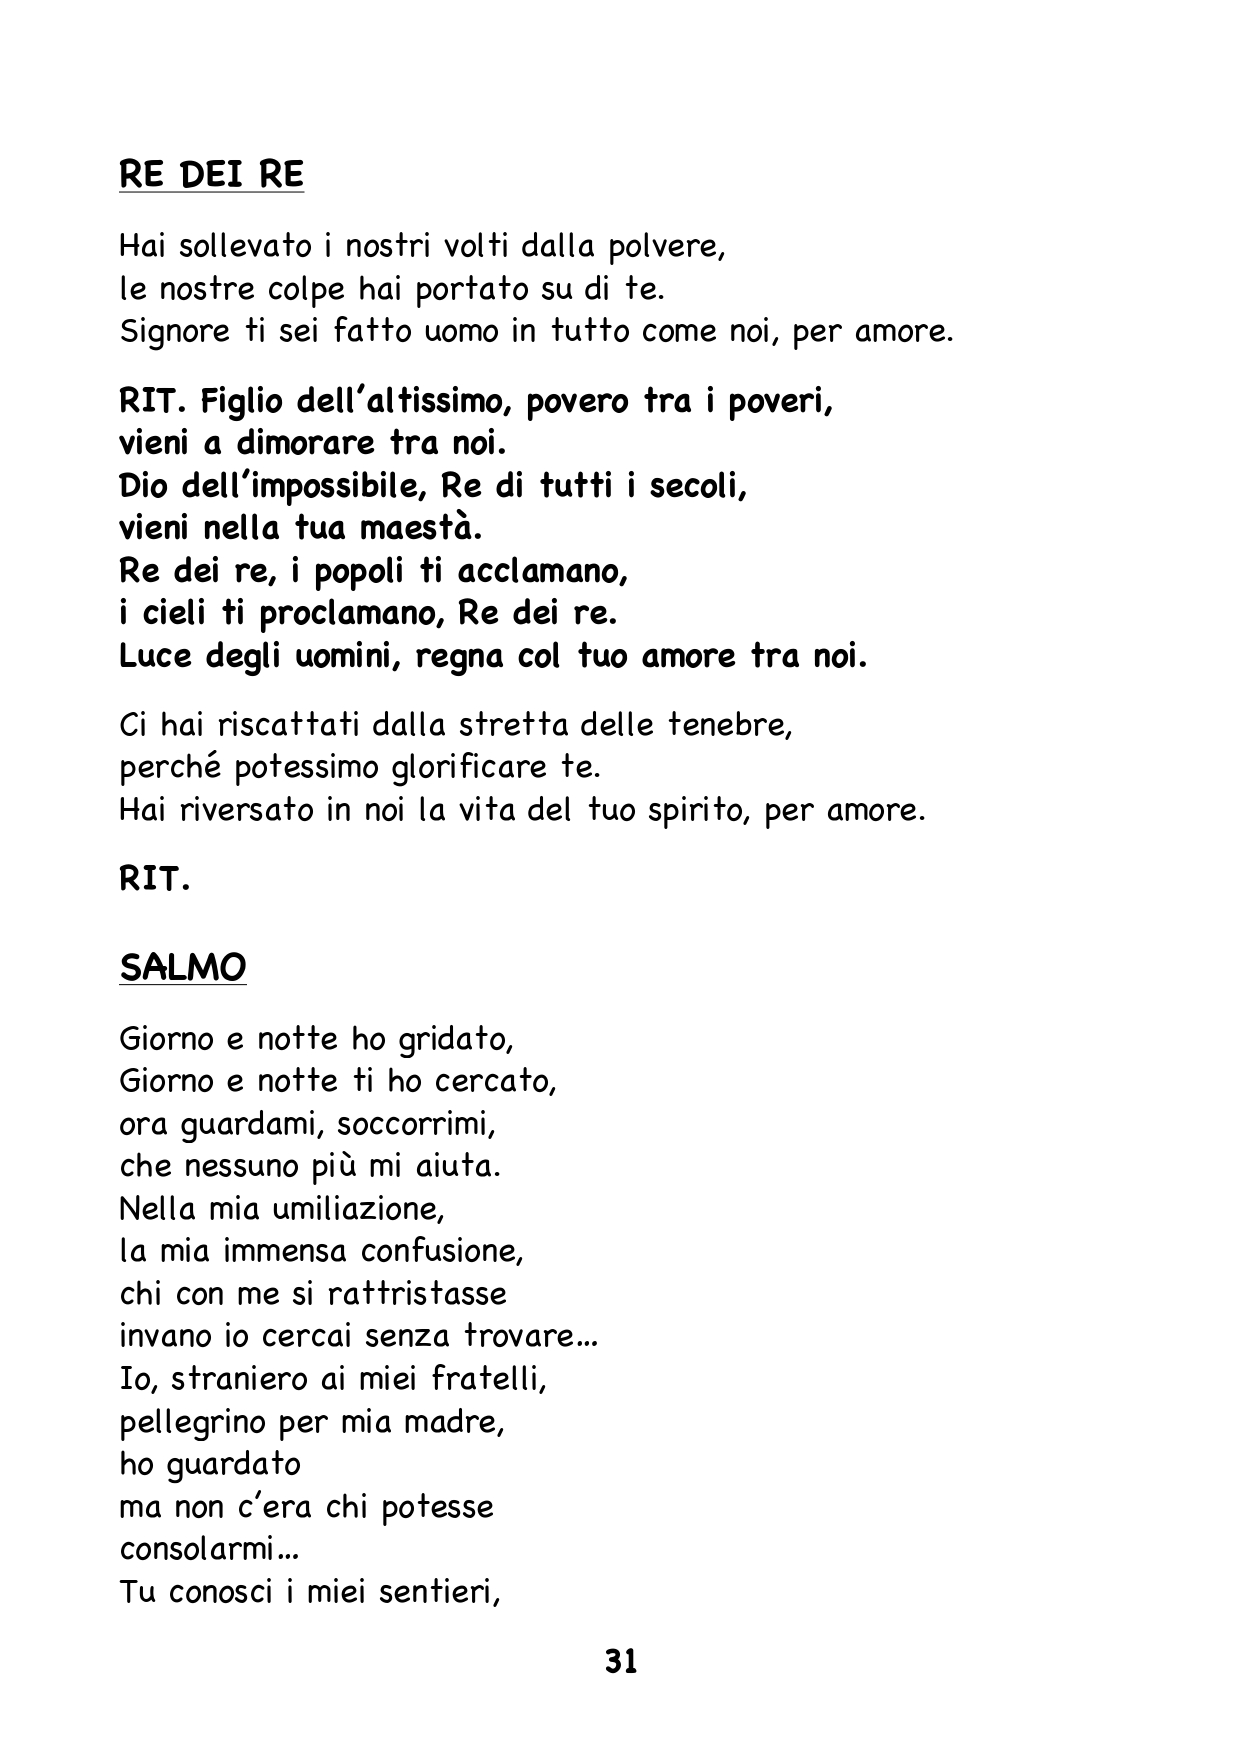 RE DEI RE
Hai sollevato i nostri volti dalla polvere,
le nostre colpe hai portato su di te.
Signore ti sei fatto uomo in tutto come noi, per amore.
RIT. Figlio dell'altissimo, povero tra i poveri,
vieni a dimorare tra noi.
Dio dell'impossibile, Re di tutti i secoli,
vieni nella tua maestà.
Re dei re, i popoli ti acclamano,
i cieli ti proclamano, Re dei re.
Luce degli uomini, regna col tuo amore tra noi.
Ci hai riscattati dalla stretta delle tenebre,
perché potessimo glorificare te.
Hai riversato in noi la vita del tuo spirito, per amore.
RIT.
SALMO
Giorno e notte ho gridato,
Giorno e notte ti ho cercato,
ora guardami, soccorrimi,
che nessuno più mi aiuta.
Nella mia umiliazione,
la mia immensa confusione,
chi con me si rattristasse
invano io cercai senza trovare…
Io, straniero ai miei fratelli,
pellegrino per mia madre,
ho guardato
ma non c'era chi potesse
consolarmi…
Tu conosci i miei sentieri,
31